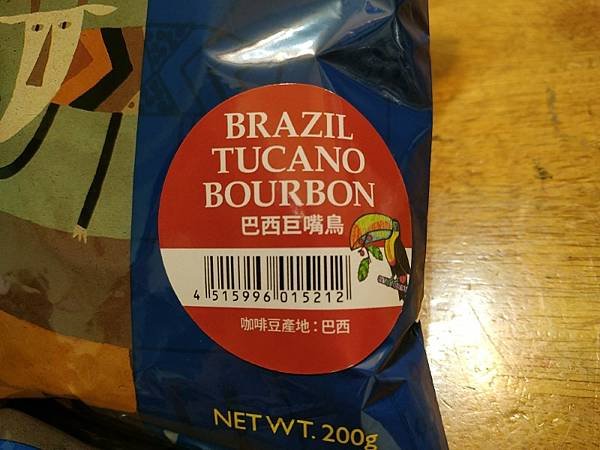 BRAZIL
TUCANO
BOURBON
巴西巨嘴鳥
4 515996 015212
咖啡豆產地：巴西
NET WT. 200g